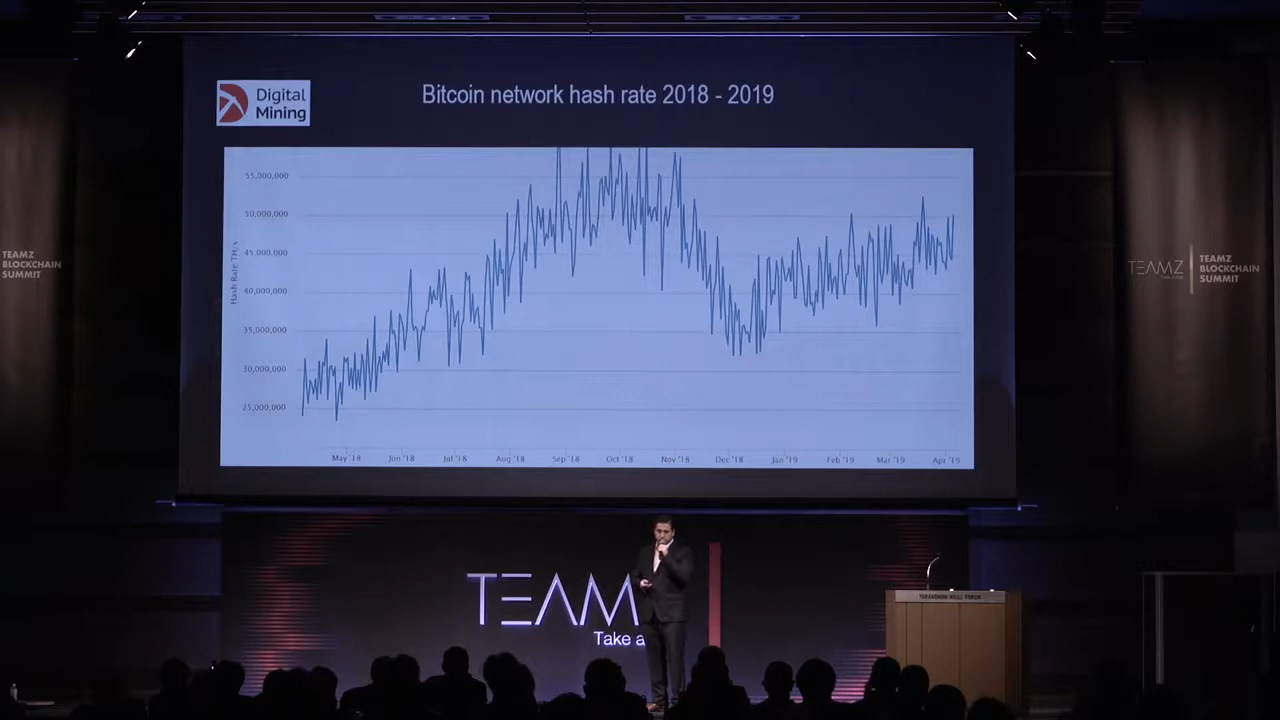 Digital
Mining
Bitcoin network hash rate 2018 - 2019
55,000,000
50,000,000
45,000,000
40,000,000
35,000,000
30,000,000
25,000,000
Hash Rate TH/s
May '18
Jun '18
Jul '18
Aug '18
Sep '18
Oct '18
Nov '18
Dec '18
Jan '19
Feb '19
Mar '19
Apr '19
TEAMZ
BLOCKCHAIN
SUMMIT
TEAMZ
TEAMZ
BLOCKCHAIN
SUMMIT
TEAM
Take a
TORANOMON HILLS FORUM